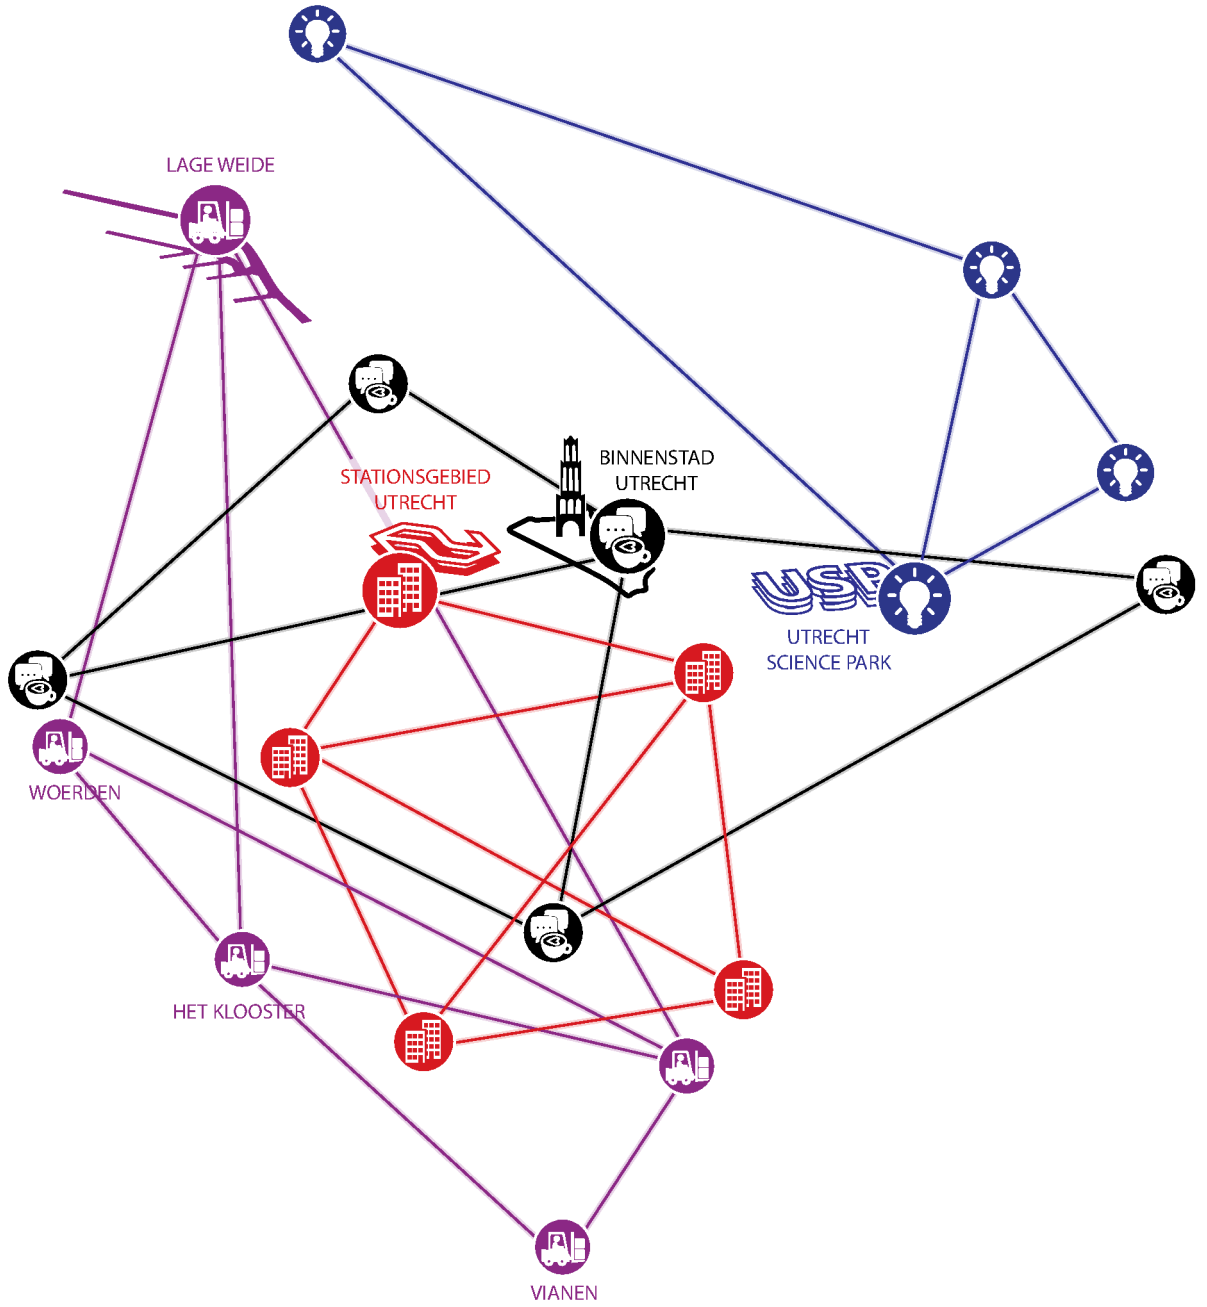 LAGE WEIDE
BINNENSTAD
UTRECHT
STATIONSGEBIED
UTRECHT
USP
UTRECHT
SCIENCE PARK
WOERDEN
HET KLOOSTER
VIANEN